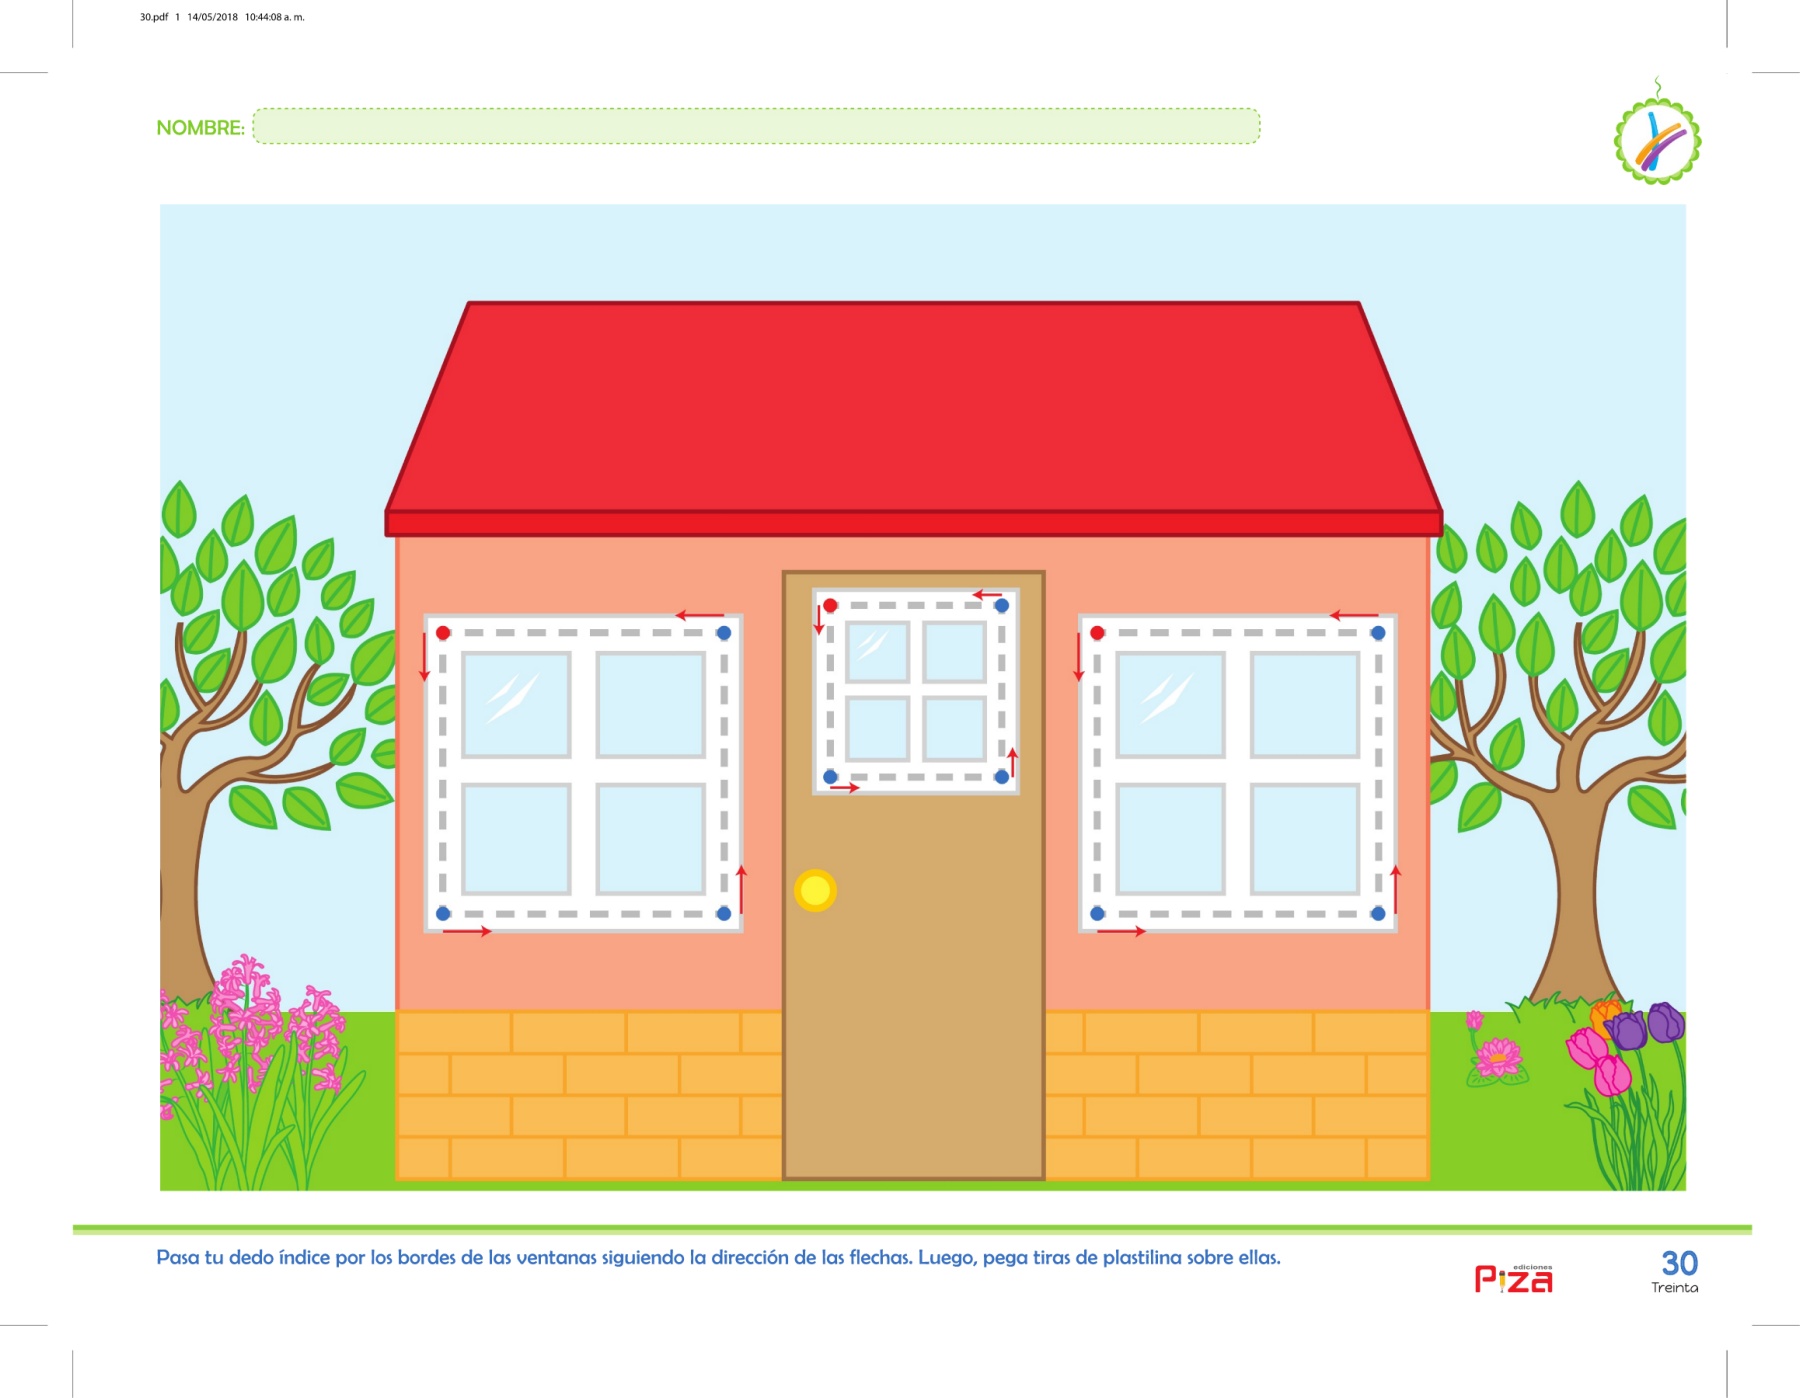 30.pdf 1 14/05/2018 10:44:08 a. m.
NOMBRE:
Pasa tu dedo índice por los bordes de las ventanas siguiendo la dirección de las flechas. Luego, pega tiras de plastilina sobre ellas.
ediciones
Piza
30
Treinta